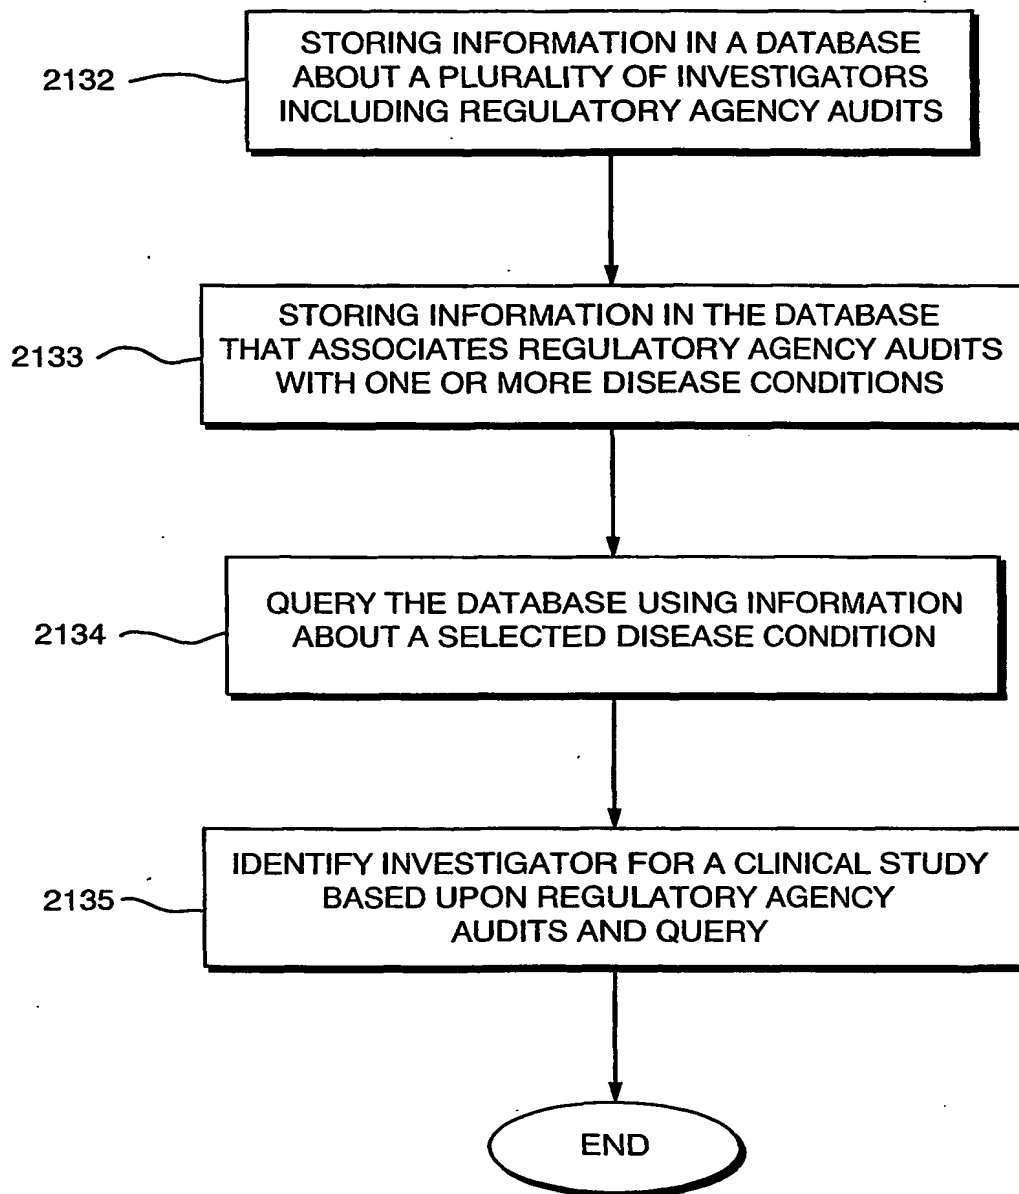 STORING INFORMATION IN A DATABASE
2132 ABOUT A PLURALITY OF INVESTIGATORS
INCLUDING REGULATORY AGENCY AUDITS
STORING INFORMATION IN THE DATABASE
2133 THAT ASSOCIATES REGULATORY AGENCY AUDITS
WITH ONE OR MORE DISEASE CONDITIONS
QUERY THE DATABASE USING INFORMATION
2134 ABOUT A SELECTED DISEASE CONDITION
IDENTIFY INVESTIGATOR FOR A CLINICAL STUDY
2135 BASED UPON REGULATORY AGENCY
AUDITS AND QUERY
END